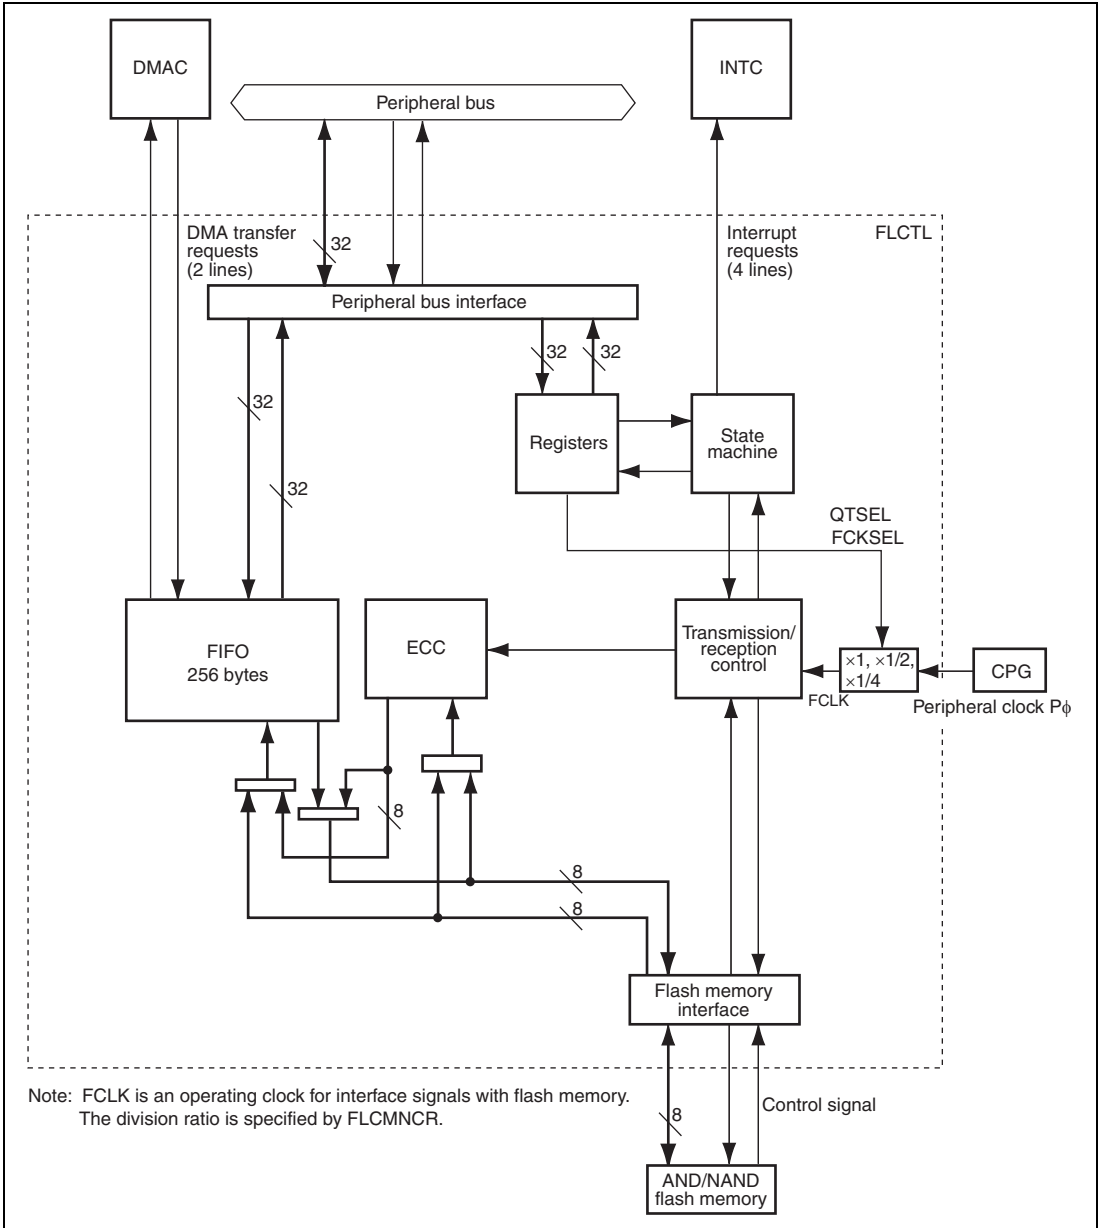 DMAC
INTC
Peripheral bus
DMA transfer
requests
(2 lines)
32
Interrupt
requests
(4 lines)
FLCTL
Peripheral bus interface
32
32
32
32
Registers
State
machine
QTSEL
FCKSEL
FIFO
256 bytes
ECC
Transmission/
reception
control
×1, ×1/2,
×1/4
CPG
FCLK
Peripheral clock Pϕ
8
8
8
Flash memory
interface
Note: FCLK is an operating clock for interface signals with flash memory.
The division ratio is specified by FLCMNCR.
8
Control signal
AND/NAND
flash memory